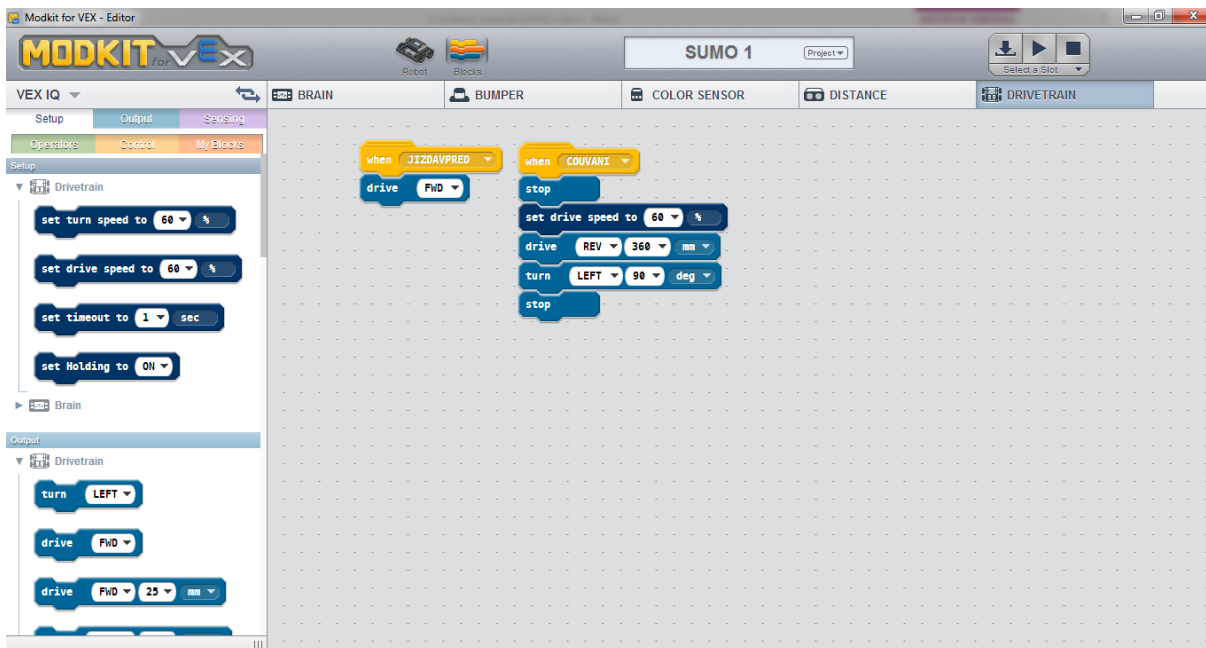 Modkit for VEX - Editor
MODKIT for VEX
Robot
Blocks
SUMO 1
Project
Select a Slot
VEX IQ
BRAIN
BUMPER
COLOR SENSOR
DISTANCE
DRIVETRAIN
Setup
Output
Sensing
Operators
Control
My Blocks
Setup
Drivetrain
set turn speed to 60 %
set drive speed to 60 %
set timeout to 1 sec
set Holding to ON
Brain
Output
Drivetrain
turn LEFT
drive FWD
drive FWD 25 mm
when JIZDAVPRED
drive FWD
when COUVANI
stop
set drive speed to 60 %
drive REV 360 mm
turn LEFT 90 deg
stop